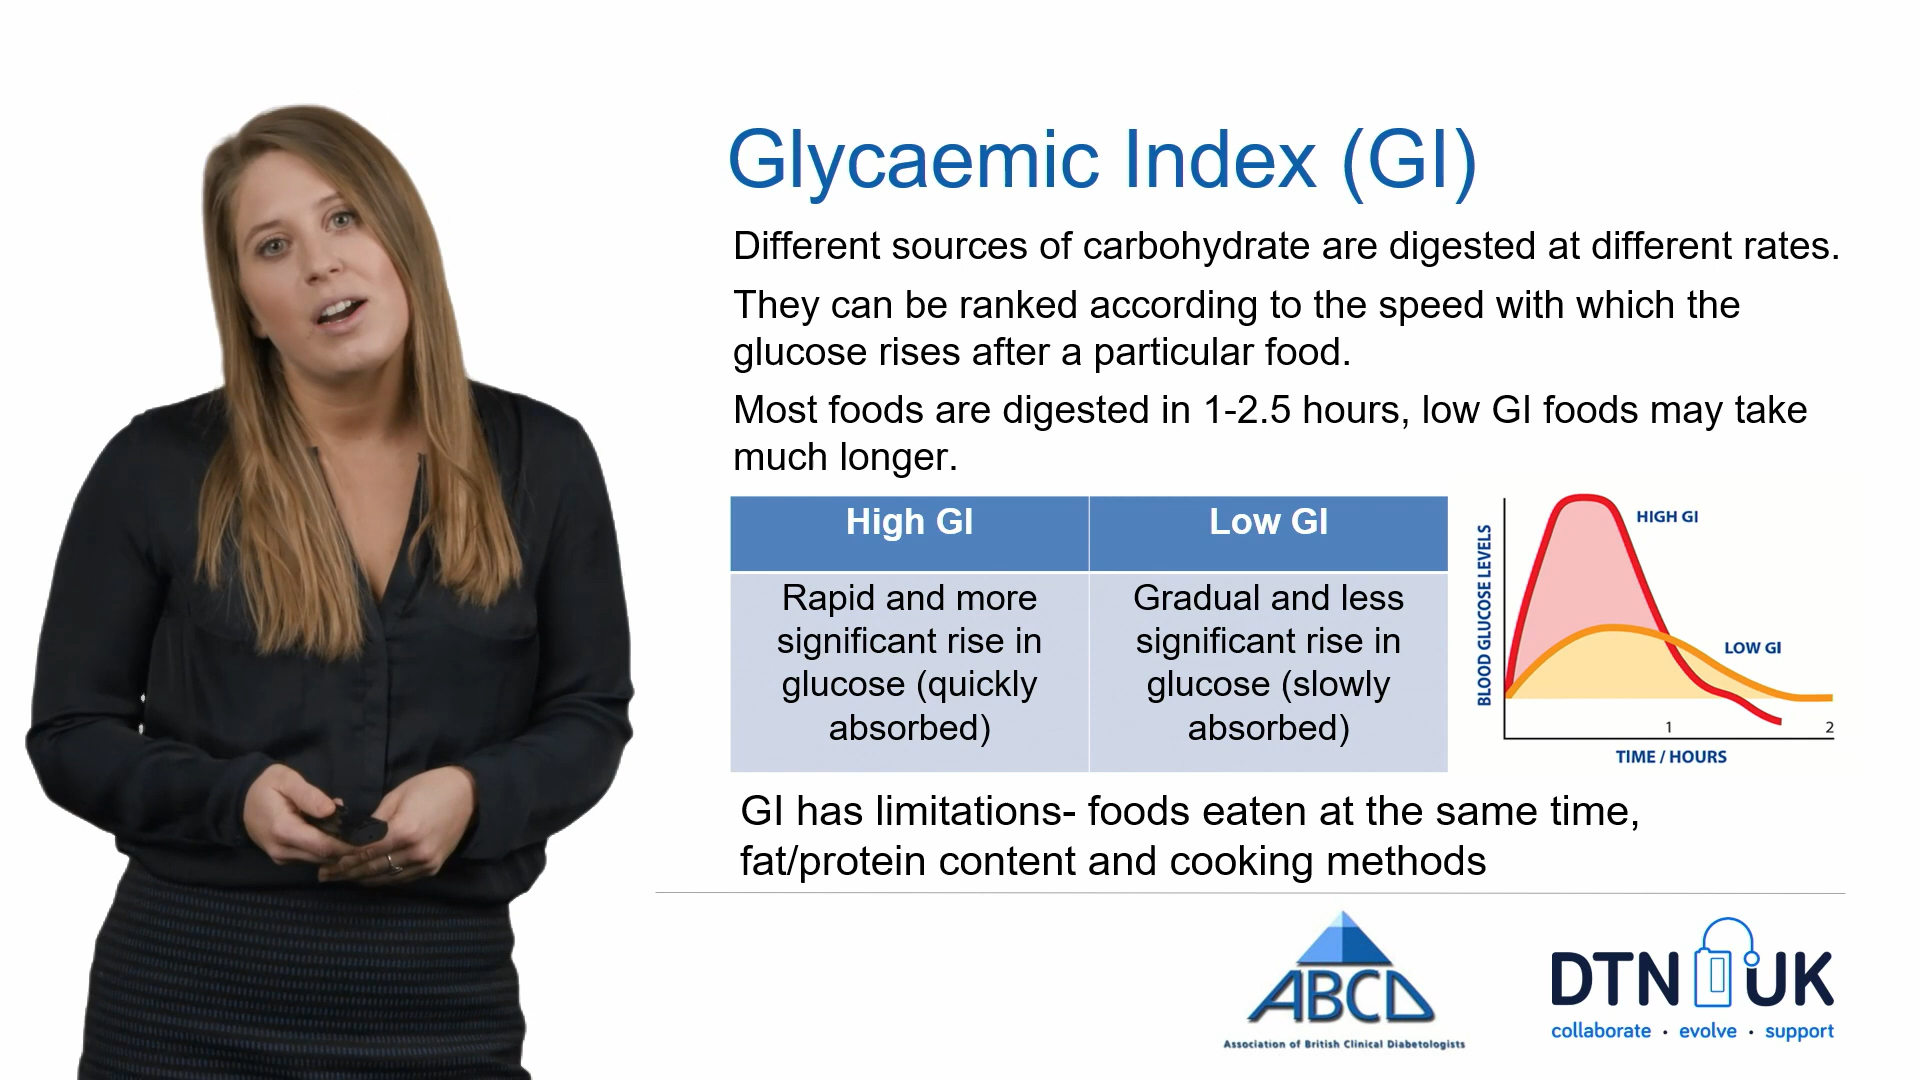 Glycaemic Index (GI)
Different sources of carbohydrate are digested at different rates.
They can be ranked according to the speed with which the
glucose rises after a particular food.
Most foods are digested in 1-2.5 hours, low GI foods may take
much longer.
High GI
Low GI
Rapid and more
significant rise in
glucose (quickly
absorbed)
Gradual and less
significant rise in
glucose (slowly
absorbed)
BLOOD GLUCOSE LEVELS
HIGH GI
LOW GI
1
2
TIME / HOURS
GI has limitations- foods eaten at the same time,
fat/protein content and cooking methods
ABCD
Association of British Clinical Diabetologists
DTN UK
collaborate · evolve · support